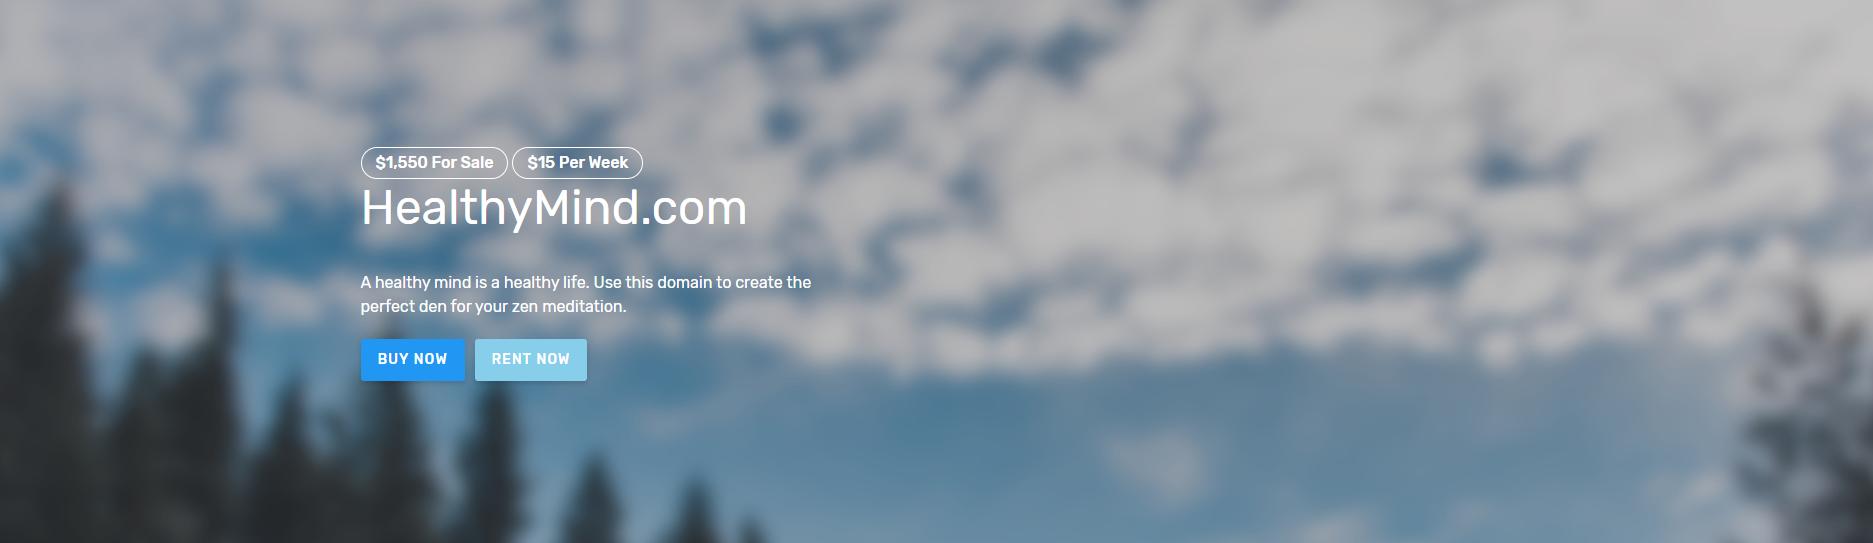 $1,550 For Sale $15 Per Week
HealthyMind.com
A healthy mind is a healthy life. Use this domain to create the
perfect den for your zen meditation.
BUY NOW RENT NOW